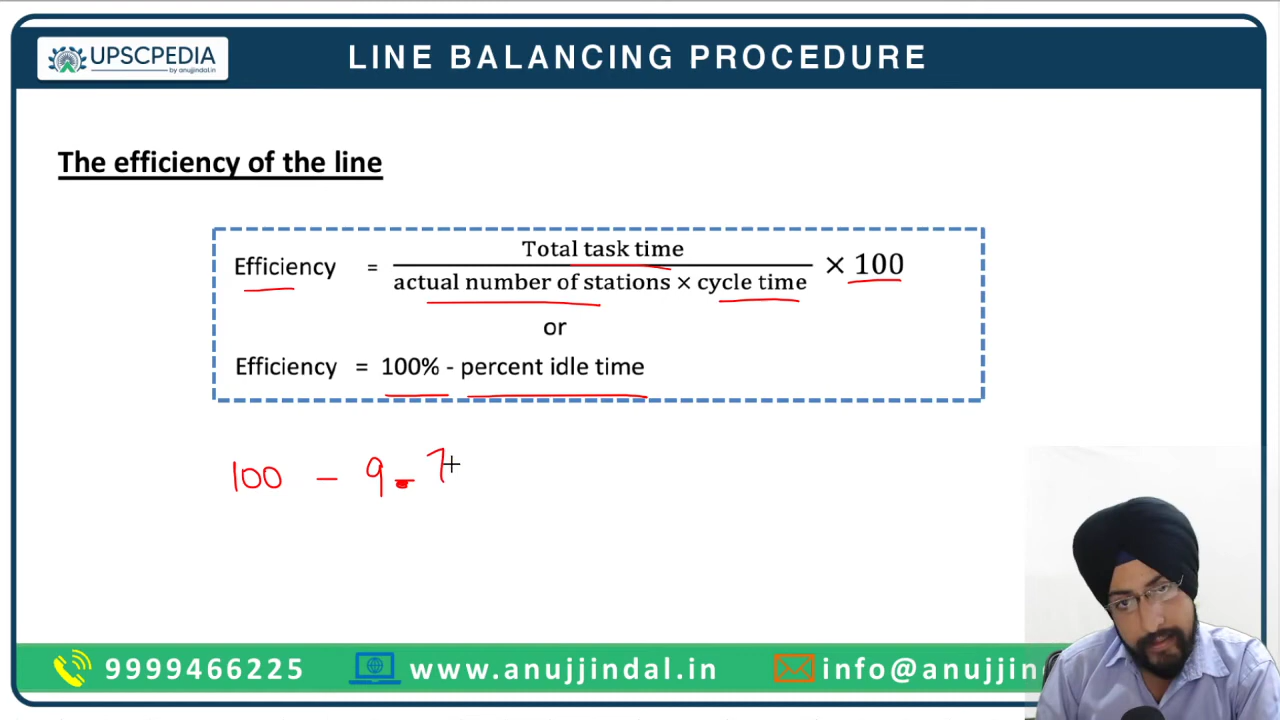 UPSCPEDIA
by anujjindal.in
LINE BALANCING PROCEDURE
The efficiency of the line
Efficiency = Total task time / actual number of stations × cycle time × 100
or
Efficiency = 100% - percent idle time
100 - 9.7
9999466225
www.anujjindal.in
info@anujjin